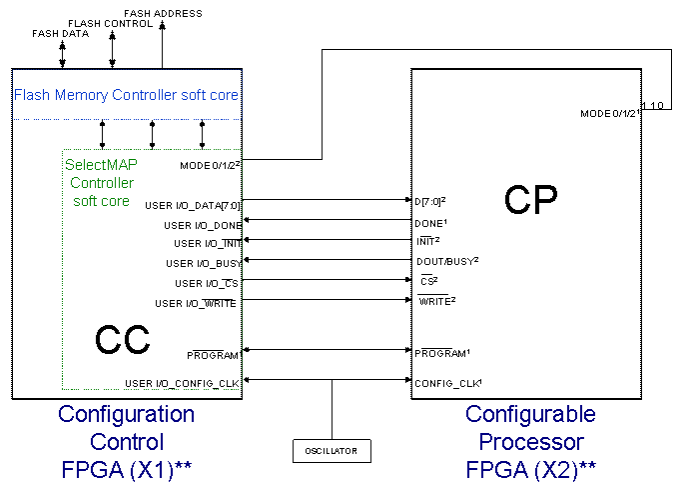 FASH ADDRESS
FLASH CONTROL
FASH DATA
Flash Memory Controller soft core
SelectMAP
Controller
soft core
MODE 0/1/2²
USER I/O_DATA[7:0]
USER I/O_DONE
USER I/O_INIT
USER I/O_BUSY
USER I/O_CS
USER I/O_WRITE
CC
PROGRAM¹
USER I/O_CONFIG_CLK
1 1 0
MODE 0/1/2¹
CP
D[7:0]²
DONE¹
INIT²
DOUT/BUSY²
CS²
WRITE²
PROGRAM¹
CONFIG_CLK¹
OSCILLATOR
Configuration
Control
FPGA (X1)**
Configurable
Processor
FPGA (X2)**